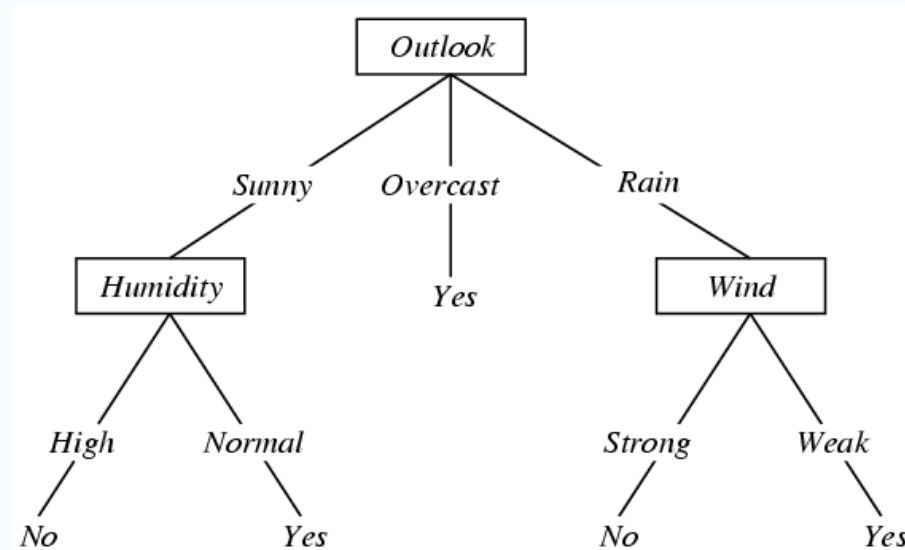 Outlook
Sunny Overcast Rain
Humidity Yes Wind
High Normal Strong Weak
No Yes No Yes